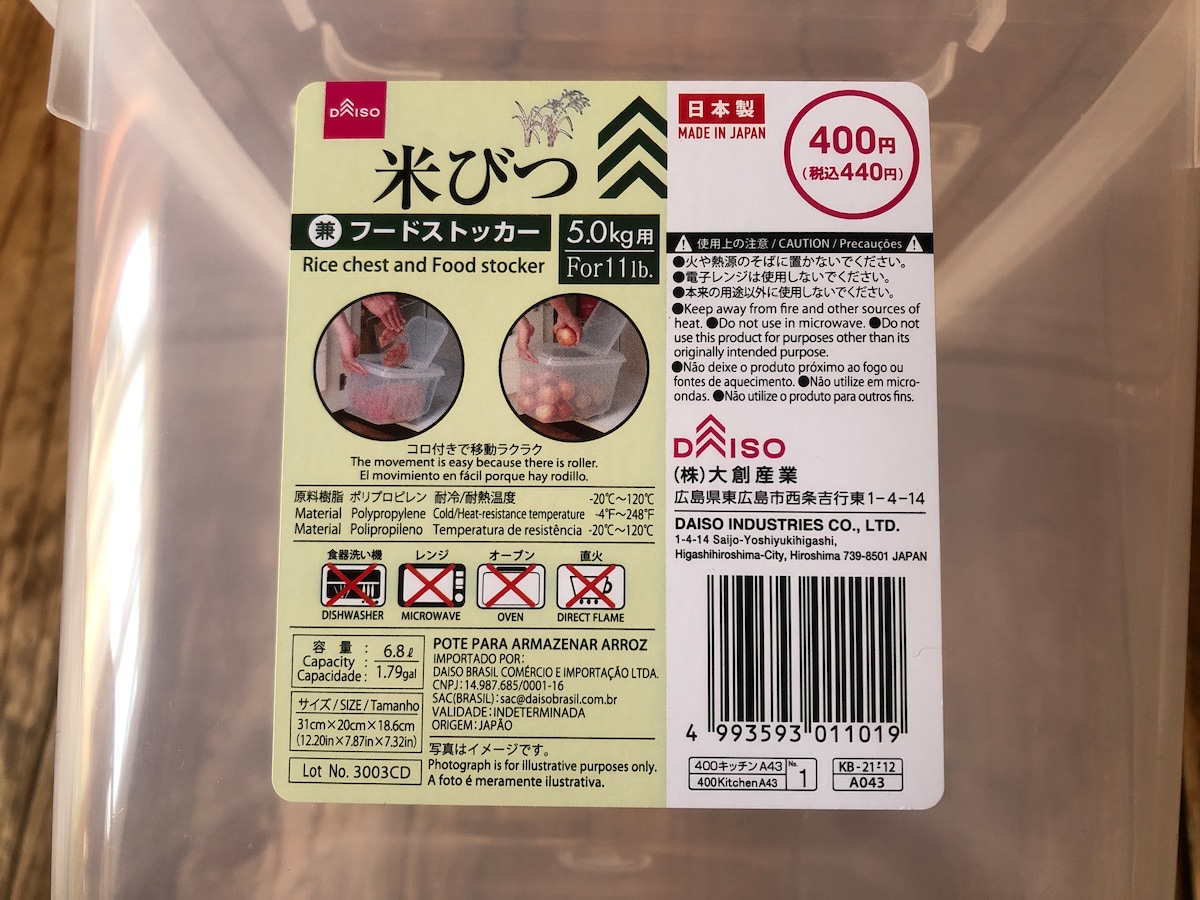 DAISO
米びつ
兼 フードストッカー
Rice chest and Food stocker
5.0kg用
For11lb.
コロ付きで移動ラクラク
The movement is easy because there is roller.
El movimiento en fácil porque hay rodillo.
原料樹脂 ポリプロピレン 耐冷/耐熱温度 -20℃～120℃
Material Polypropylene Cold/Heat-resistance temperature -4℉～248℉
Material Polipropileno Temperatura de resistência -20℃～120℃
食器洗い機 レンジ オーブン 直火
DISHWASHER MICROWAVE OVEN DIRECT FLAME
容量:
Capacity :
Capacidade:
6.8ℓ
1.79gal
サイズ/SIZE/Tamanho
31cm×20cm×18.6cm
(12.20in×7.87in×7.32in)
Lot No. 3003CD
POTE PARA ARMAZENAR ARROZ
IMPORTADO POR:
DAISO BRASIL COMÉRCIO E IMPORTAÇÃO LTDA.
CNPJ:14.987.685/0001-16
SAC(BRASIL):sac@daisobrasil.com.br
VALIDADE:INDETERMINADA
ORIGEM:JAPÃO
写真はイメージです。
Photograph is for illustrative purposes only.
A foto é meramente ilustrativa.
日本製
MADE IN JAPAN
400円
(税込440円)
使用上の注意/CAUTION/Precauções
●火や熱源のそばに置かないでください。
●電子レンジは使用しないでください。
●本来の用途以外に使用しないでください。
●Keep away from fire and other sources of
heat. ●Do not use in microwave. ●Do not
use this product for purposes other than its
originally intended purpose.
●Não deixe o produto próximo ao fogo ou
fontes de aquecimento. ●Não utilize em micro-
ondas. ●Não utilize o produto para outros fins.
DAISO
(株)大創産業
広島県東広島市西条吉行東1-4-14
DAISO INDUSTRIES CO., LTD.
1-4-14 Saijo-Yoshiyukihigashi,
Higashihiroshima-City, Hiroshima 739-8501 JAPAN
4 993593 011019
400キッチンA43
400KitchenA43
No. 1
KB-21-12
A043